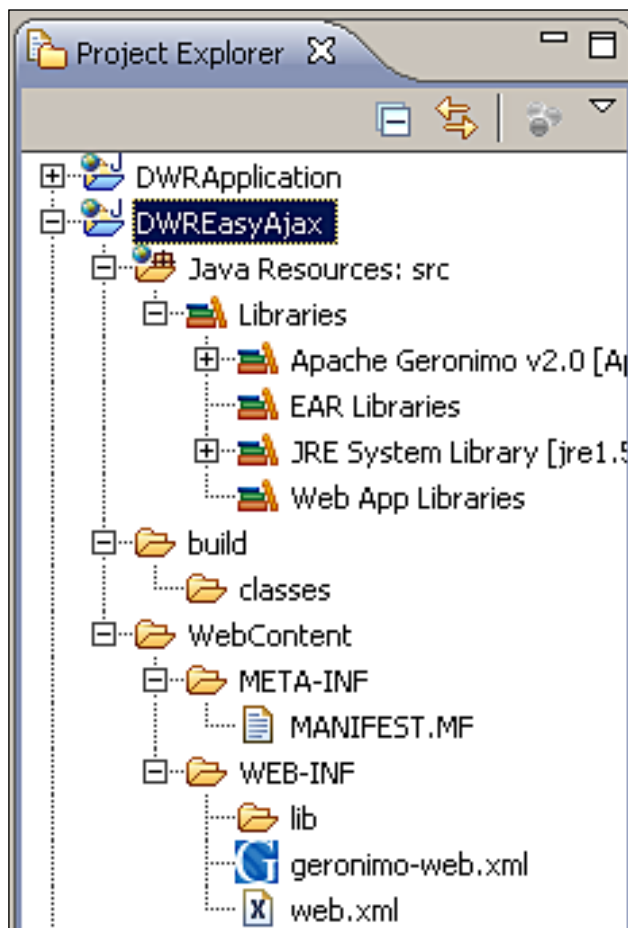 Project Explorer
DWRApplication
DWREasyAjax
Java Resources: src
Libraries
Apache Geronimo v2.0 [Ap
EAR Libraries
JRE System Library [jre1.5
Web App Libraries
build
classes
WebContent
META-INF
MANIFEST.MF
WEB-INF
lib
geronimo-web.xml
web.xml